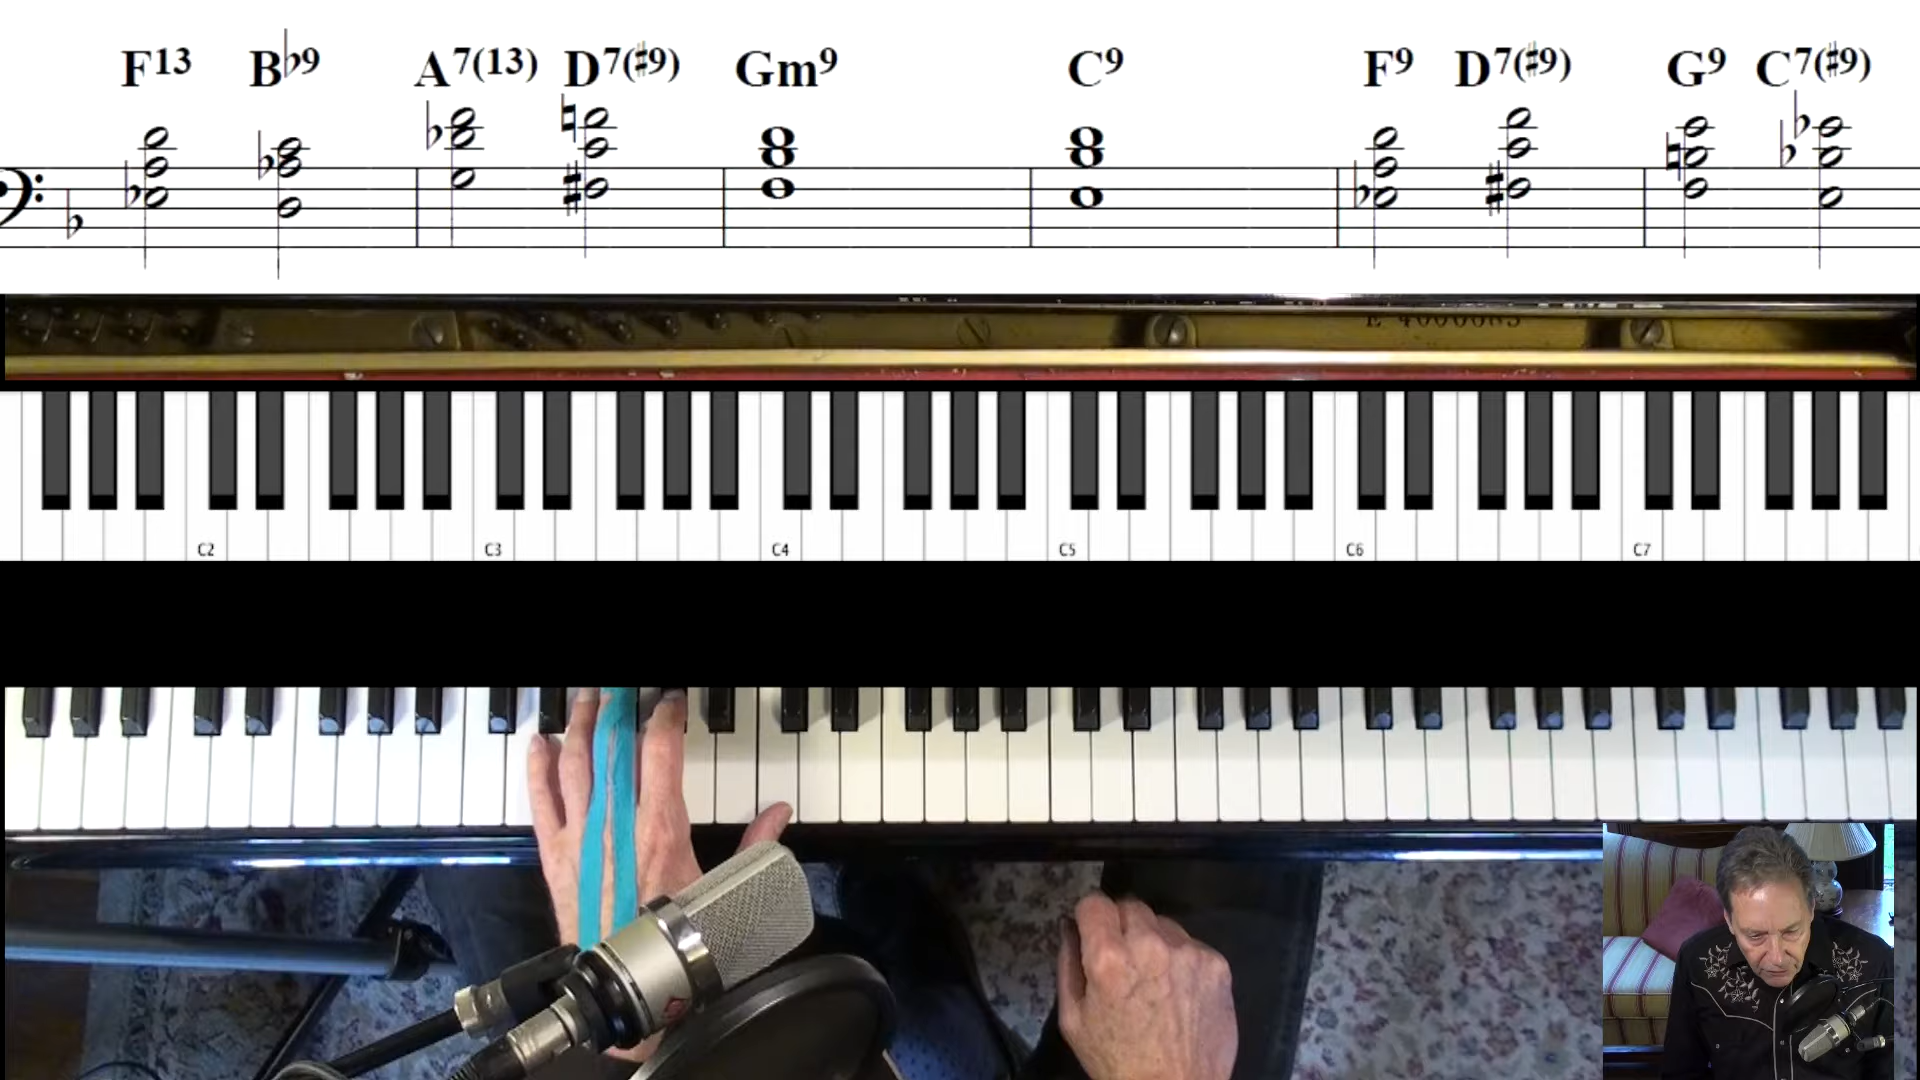 F13 B♭9 A7(13) D7(♯9) Gm9 C9 F9 D7(♯9) G9 C7(♯9)
C2 C3 C4 C5 C6 C7